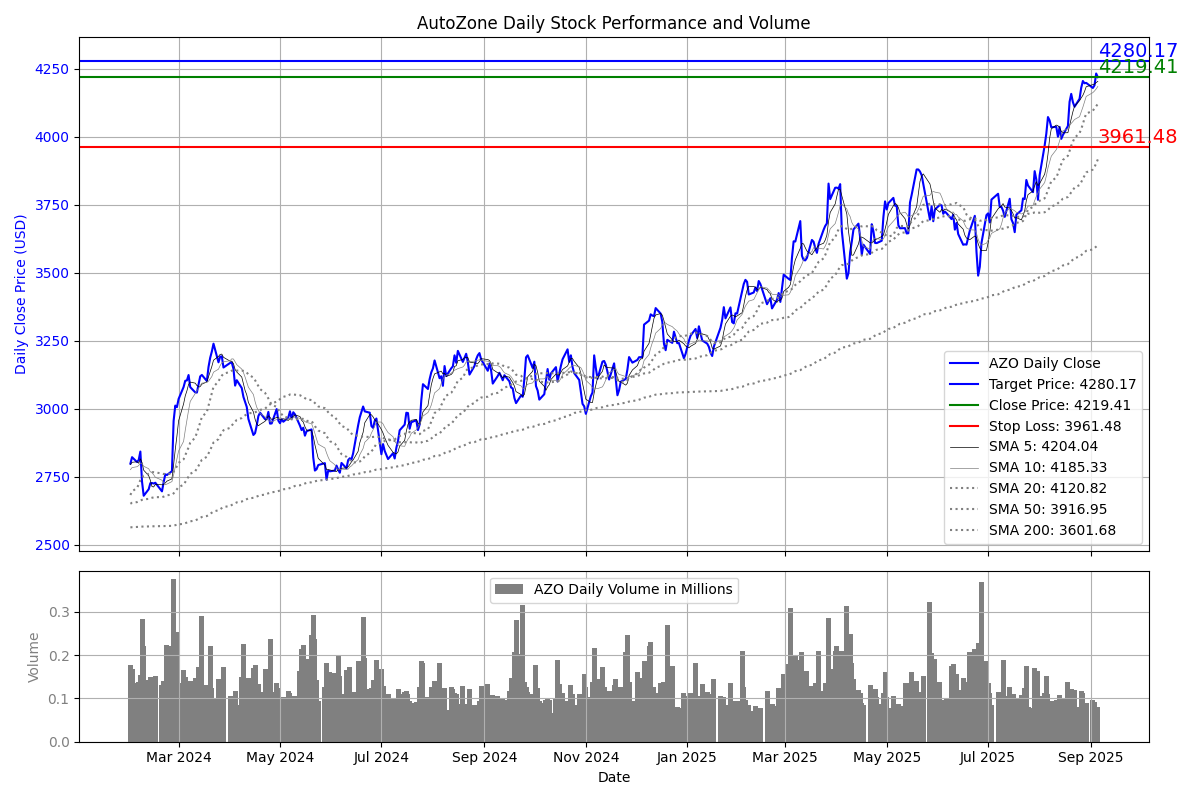 AutoZone Daily Stock Performance and Volume
4280.17
4219.41
3961.48
Daily Close Price (USD)
4250
4000
3750
3500
3250
3000
2750
2500
AZO Daily Close
Target Price: 4280.17
Close Price: 4219.41
Stop Loss: 3961.48
SMA 5: 4204.04
SMA 10: 4185.33
SMA 20: 4120.82
SMA 50: 3916.95
SMA 200: 3601.68
AZO Daily Volume in Millions
Volume
0.3
0.2
0.1
0.0
Mar 2024 May 2024 Jul 2024 Sep 2024 Nov 2024 Jan 2025 Mar 2025 May 2025 Jul 2025 Sep 2025
Date